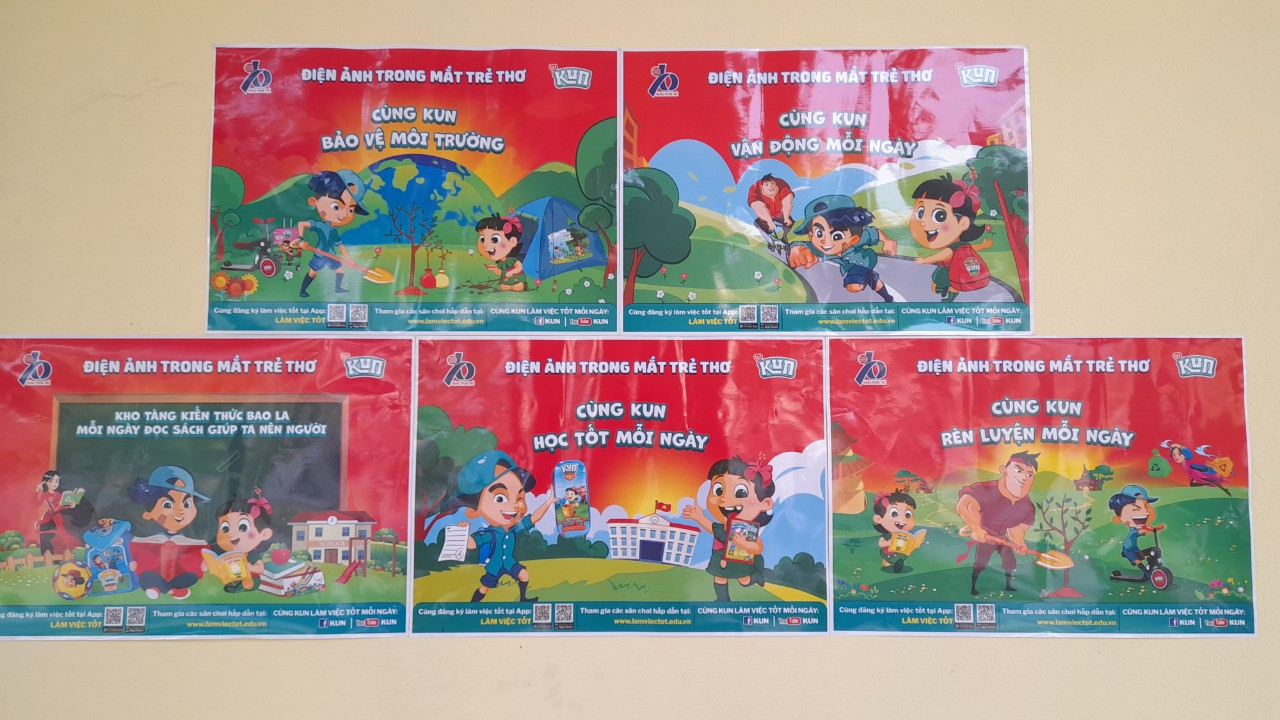 ĐIỆN ẢNH TRONG MẮT TRẺ THƠ
KUN
CÙNG KUN
BẢO VỆ MÔI TRƯỜNG
Cùng đăng ký làm việc tốt tại App:
LÀM VIỆC TỐT
Tham gia các sân chơi hấp dẫn tại:
www.lamviectot.edu.vn
CÙNG KUN LÀM VIỆC TỐT MỖI NGÀY:
KUN | YouTube KUN
ĐIỆN ẢNH TRONG MẮT TRẺ THƠ
KUN
CÙNG KUN
VẬN ĐỘNG MỖI NGÀY
Cùng đăng ký làm việc tốt tại App:
LÀM VIỆC TỐT
Tham gia các sân chơi hấp dẫn tại:
www.lamviectot.edu.vn
CÙNG KUN LÀM VIỆC TỐT MỖI NGÀY:
KUN | YouTube KUN
ĐIỆN ẢNH TRONG MẮT TRẺ THƠ
KUN
KHO TÀNG KIẾN THỨC BAO LA
MỖI NGÀY ĐỌC SÁCH GIÚP TA NÊN NGƯỜI
đăng ký làm việc tốt tại App:
LÀM VIỆC TỐT
Tham gia các sân chơi hấp dẫn tại:
www.lamviectot.edu.vn
CÙNG KUN LÀM VIỆC TỐT MỖI NGÀY:
KUN | YouTube KUN
ĐIỆN ẢNH TRONG MẮT TRẺ THƠ
KUN
CÙNG KUN
HỌC TỐT MỖI NGÀY
KUN
Cùng đăng ký làm việc tốt tại App:
LÀM VIỆC TỐT
Tham gia các sân chơi hấp dẫn tại:
www.lamviectot.edu.vn
CÙNG KUN LÀM VIỆC TỐT MỖI NGÀY:
KUN | YouTube KUN
ĐIỆN ẢNH TRONG MẮT TRẺ THƠ
KUN
CÙNG KUN
RÈN LUYỆN MỖI NGÀY
Cùng đăng ký làm việc tốt tại App:
LÀM VIỆC TỐT
Tham gia các sân chơi hấp dẫn tại:
www.lamviectot.edu.vn
CÙNG KUN LÀM VIỆC TỐT MỖI NGÀY:
KUN | YouTube KUN